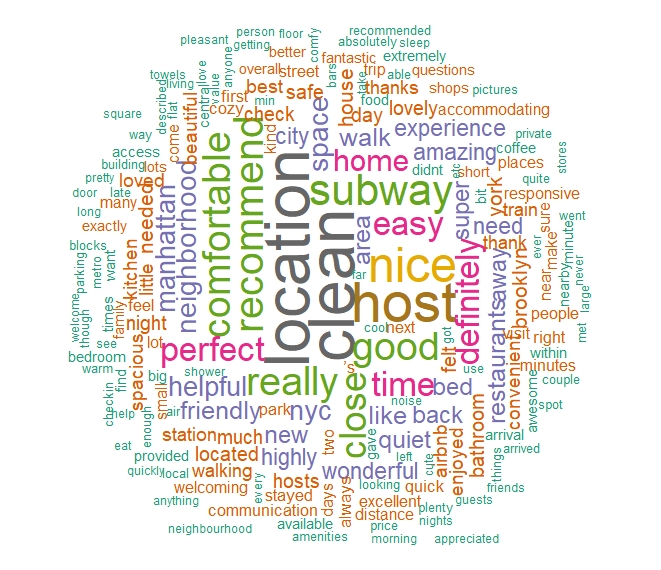 person floor
recommended
pleasant
getting
comfy
absolutely sleep
better
fantastic
anyone
overall street
bars
trip able
extremely
towels
living
love
best safe
house
take
thanks
questions
described
flat
central
value
first
min
food
shops pictures
cozy check
day lovely accommodating
square
beautiful
kind
city
space
walk
experience
private
way
come
comfortable
recommend
coffee
stores
access
home
amazing
places
building
lots
didnt
etc
short
quite
pretty
loved
location
subway
bit
responsive
door late
manhattan
neighborhood
super
york
train
sure
long many
needed
area
easy
need
went
exactly
little
clean
thank
ever
minute
blocks
kitchen
nice
definitely
away
brooklyn
near
make
nearby
parking
metro
want
far
restaurants
never
large
welcome
though
times
feel
host
people
met
family
night
cool next
got
visit right
see
lot
perfect
good
felt
convenient
within
bedroom
spacious
's
minutes
warm
find
big
shower
really
close
time
bed
use
couple
checkin
small
helpful
noise
awesome
spot
help
air
friendly
park
nyc
like back
bathroom
enough
station much
new
two
gave
quiet
airbnb
enjoyed
arrival
eat
located
highly
left
cute
arrived
provided
walking
wonderful
things
quickly local
every
hosts
looking
quick
friends
anything
welcoming
stayed
days
always
excellent
guests
communication
distance
plenty
neighbourhood
available
price
nights
amenities
morning
appreciated